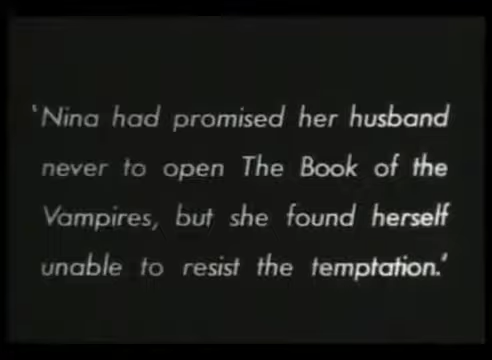 'Nina had promised her husband
never to open The Book of the
Vampires, but she found herself
unable to resist the temptation.'